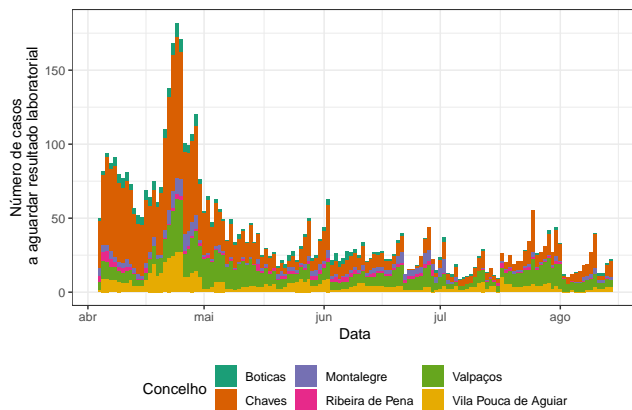 Número de casos
a aguardar resultado laboratorial
150
100
50
0
abr mai jun jul ago
Data
Concelho
Boticas Montalegre Valpaços
Chaves Ribeira de Pena Vila Pouca de Aguiar